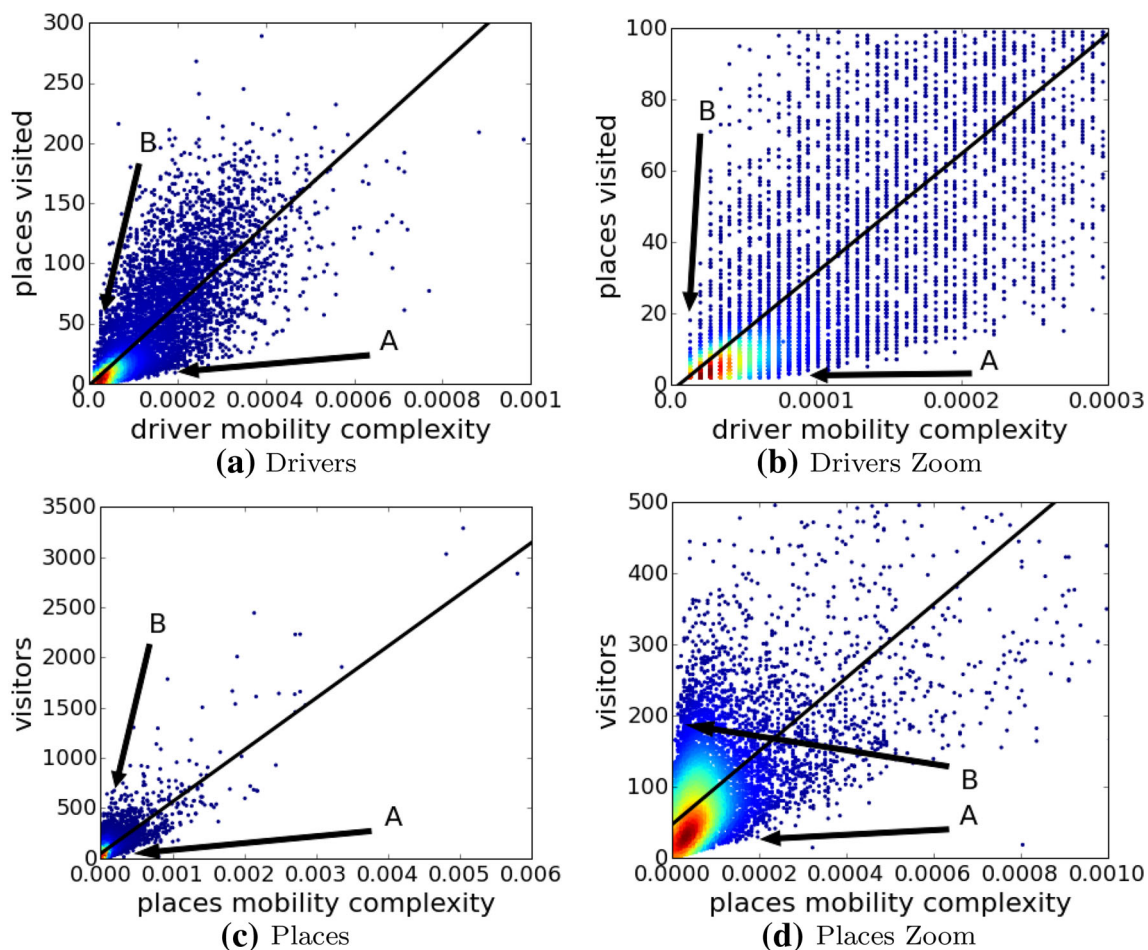 300
250
200
150
100
50
0
places visited
B
A
0.0 0.0002 0.0004 0.0006 0.0008 0.001
driver mobility complexity
(a) Drivers
100
80
60
40
20
0
places visited
B
A
0.0 0.0001 0.0002 0.0003
driver mobility complexity
(b) Drivers Zoom
3500
3000
2500
2000
1500
1000
500
0
visitors
B
A
0.000 0.001 0.002 0.003 0.004 0.005 0.006
places mobility complexity
(c) Places
500
400
300
200
100
0
visitors
B
A
0.0000 0.0002 0.0004 0.0006 0.0008 0.0010
places mobility complexity
(d) Places Zoom